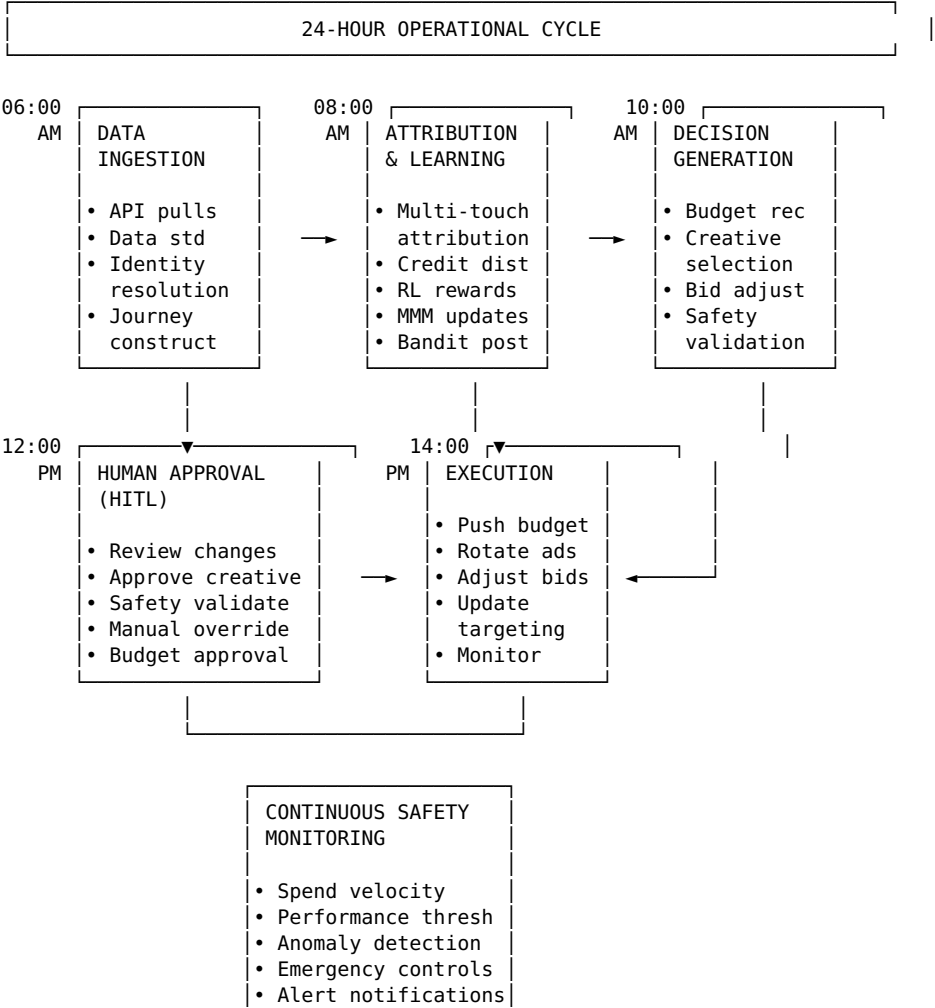 24-HOUR OPERATIONAL CYCLE
06:00 AM
DATA
INGESTION
• API pulls
• Data std
• Identity
resolution
• Journey
construct
08:00 AM
ATTRIBUTION
& LEARNING
• Multi-touch
attribution
• Credit dist
• RL rewards
• MMM updates
• Bandit post
10:00 AM
DECISION
GENERATION
• Budget rec
• Creative
selection
• Bid adjust
• Safety
validation
12:00 PM
HUMAN APPROVAL
(HITL)
• Review changes
• Approve creative
• Safety validate
• Manual override
• Budget approval
14:00 PM
EXECUTION
• Push budget
• Rotate ads
• Adjust bids
• Update
targeting
• Monitor
CONTINUOUS SAFETY
MONITORING
• Spend velocity
• Performance thresh
• Anomaly detection
• Emergency controls
• Alert notifications